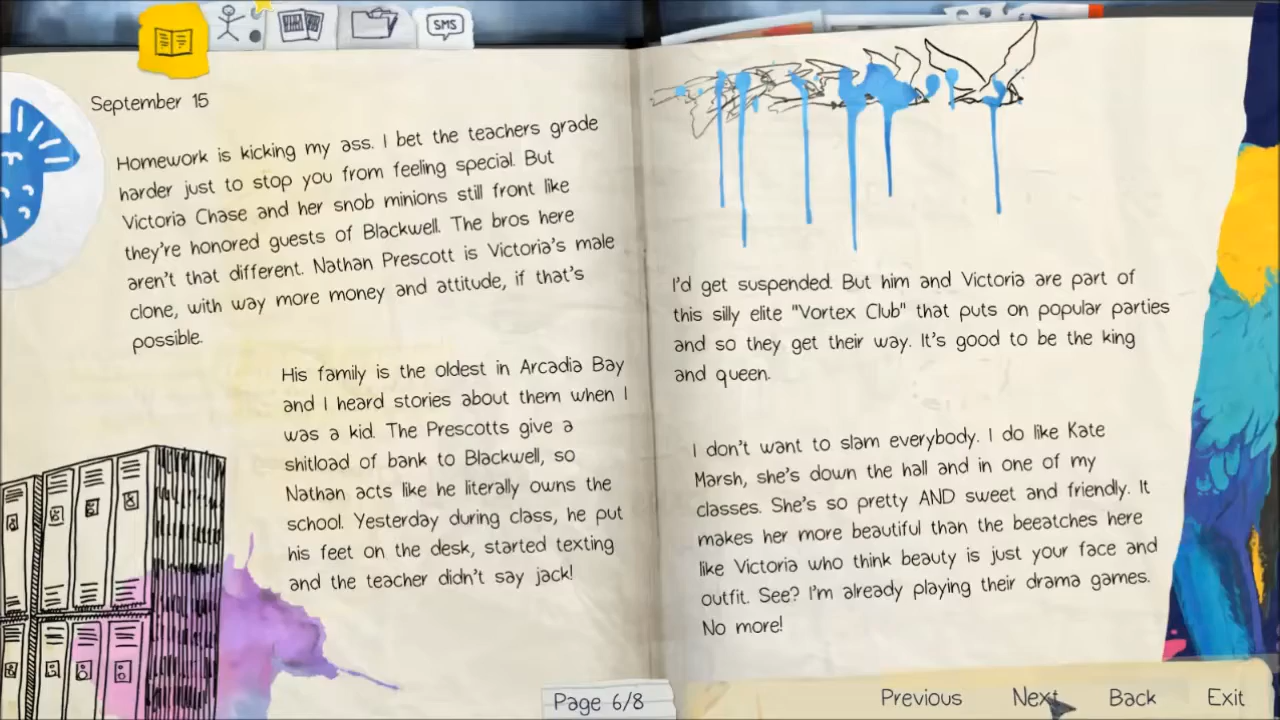 SMS
September 15
Homework is kicking my ass. I bet the teachers grade
harder just to stop you from feeling special. But
Victoria Chase and her snob minions still front like
they're honored guests of Blackwell. The bros here
aren't that different. Nathan Prescott is Victoria's male
clone, with way more money and attitude, if that's
possible.
His family is the oldest in Arcadia Bay
and I heard stories about them when I
was a kid. The Prescotts give a
shitload of bank to Blackwell, so
Nathan acts like he literally owns the
school. Yesterday during class, he put
his feet on the desk, started texting
and the teacher didn't say jack!
I'd get suspended. But him and Victoria are part of
this silly elite "Vortex Club" that puts on popular parties
and so they get their way. It's good to be the king
and queen.
I don't want to slam everybody. I do like Kate
Marsh, she's down the hall and in one of my
classes. She's so pretty AND sweet and friendly. It
makes her more beautiful than the beeatches here
like Victoria who think beauty is just your face and
outfit. See? I'm already playing their drama games.
No more!
Page 6/8
Previous
Next
Back
Exit